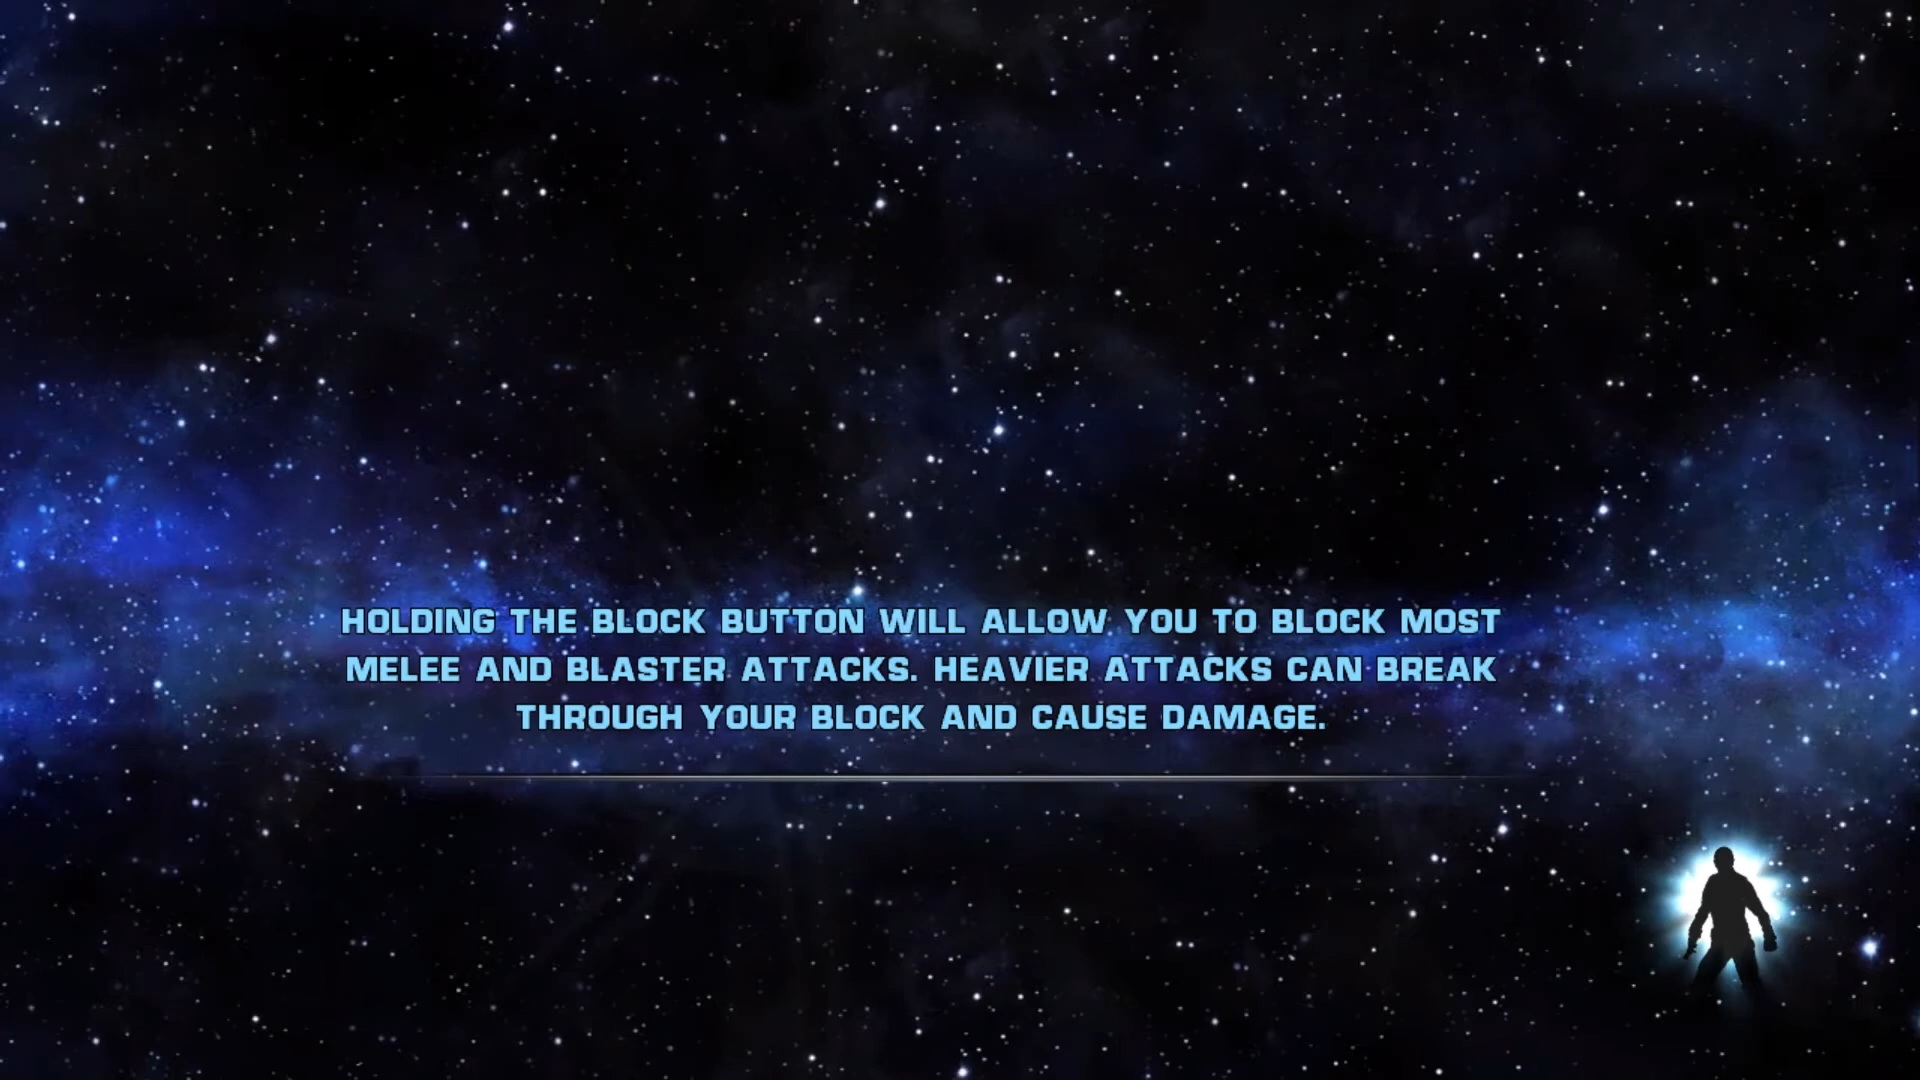 HOLDING THE BLOCK BUTTON WILL ALLOW YOU TO BLOCK MOST
MELEE AND BLASTER ATTACKS. HEAVIER ATTACKS CAN BREAK
THROUGH YOUR BLOCK AND CAUSE DAMAGE.